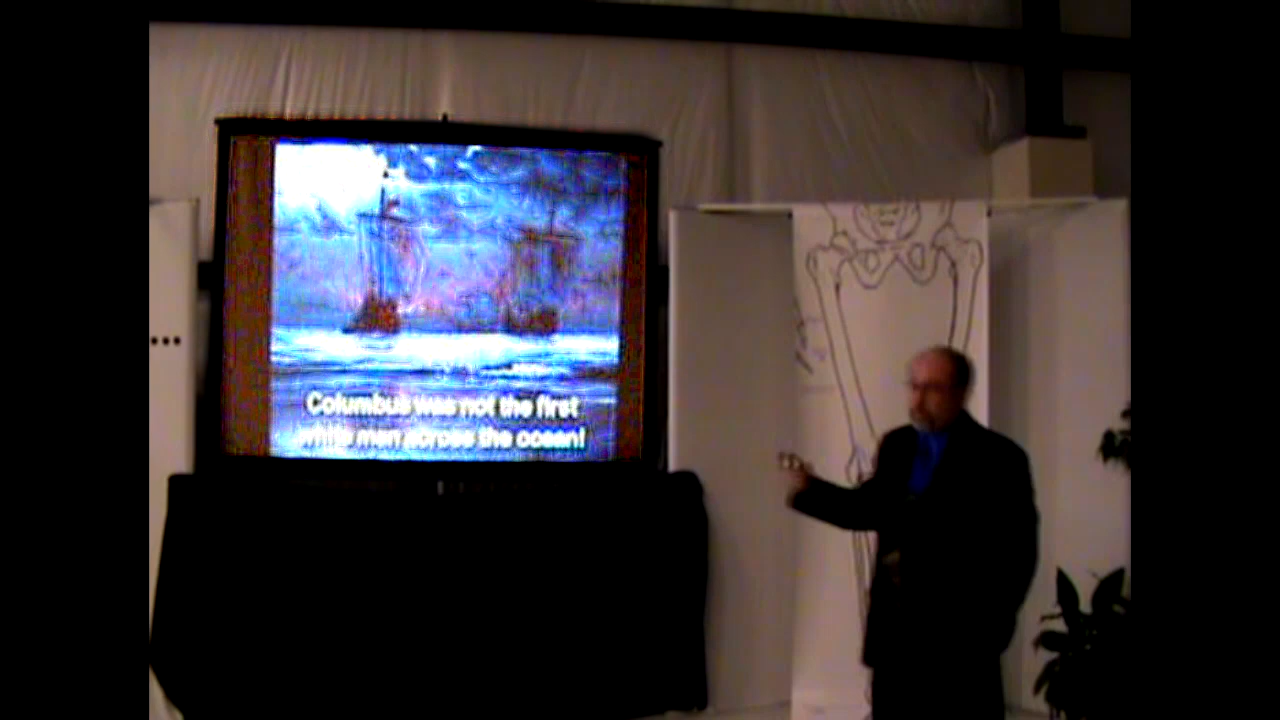 Columbus was not the first
white men across the ocean!